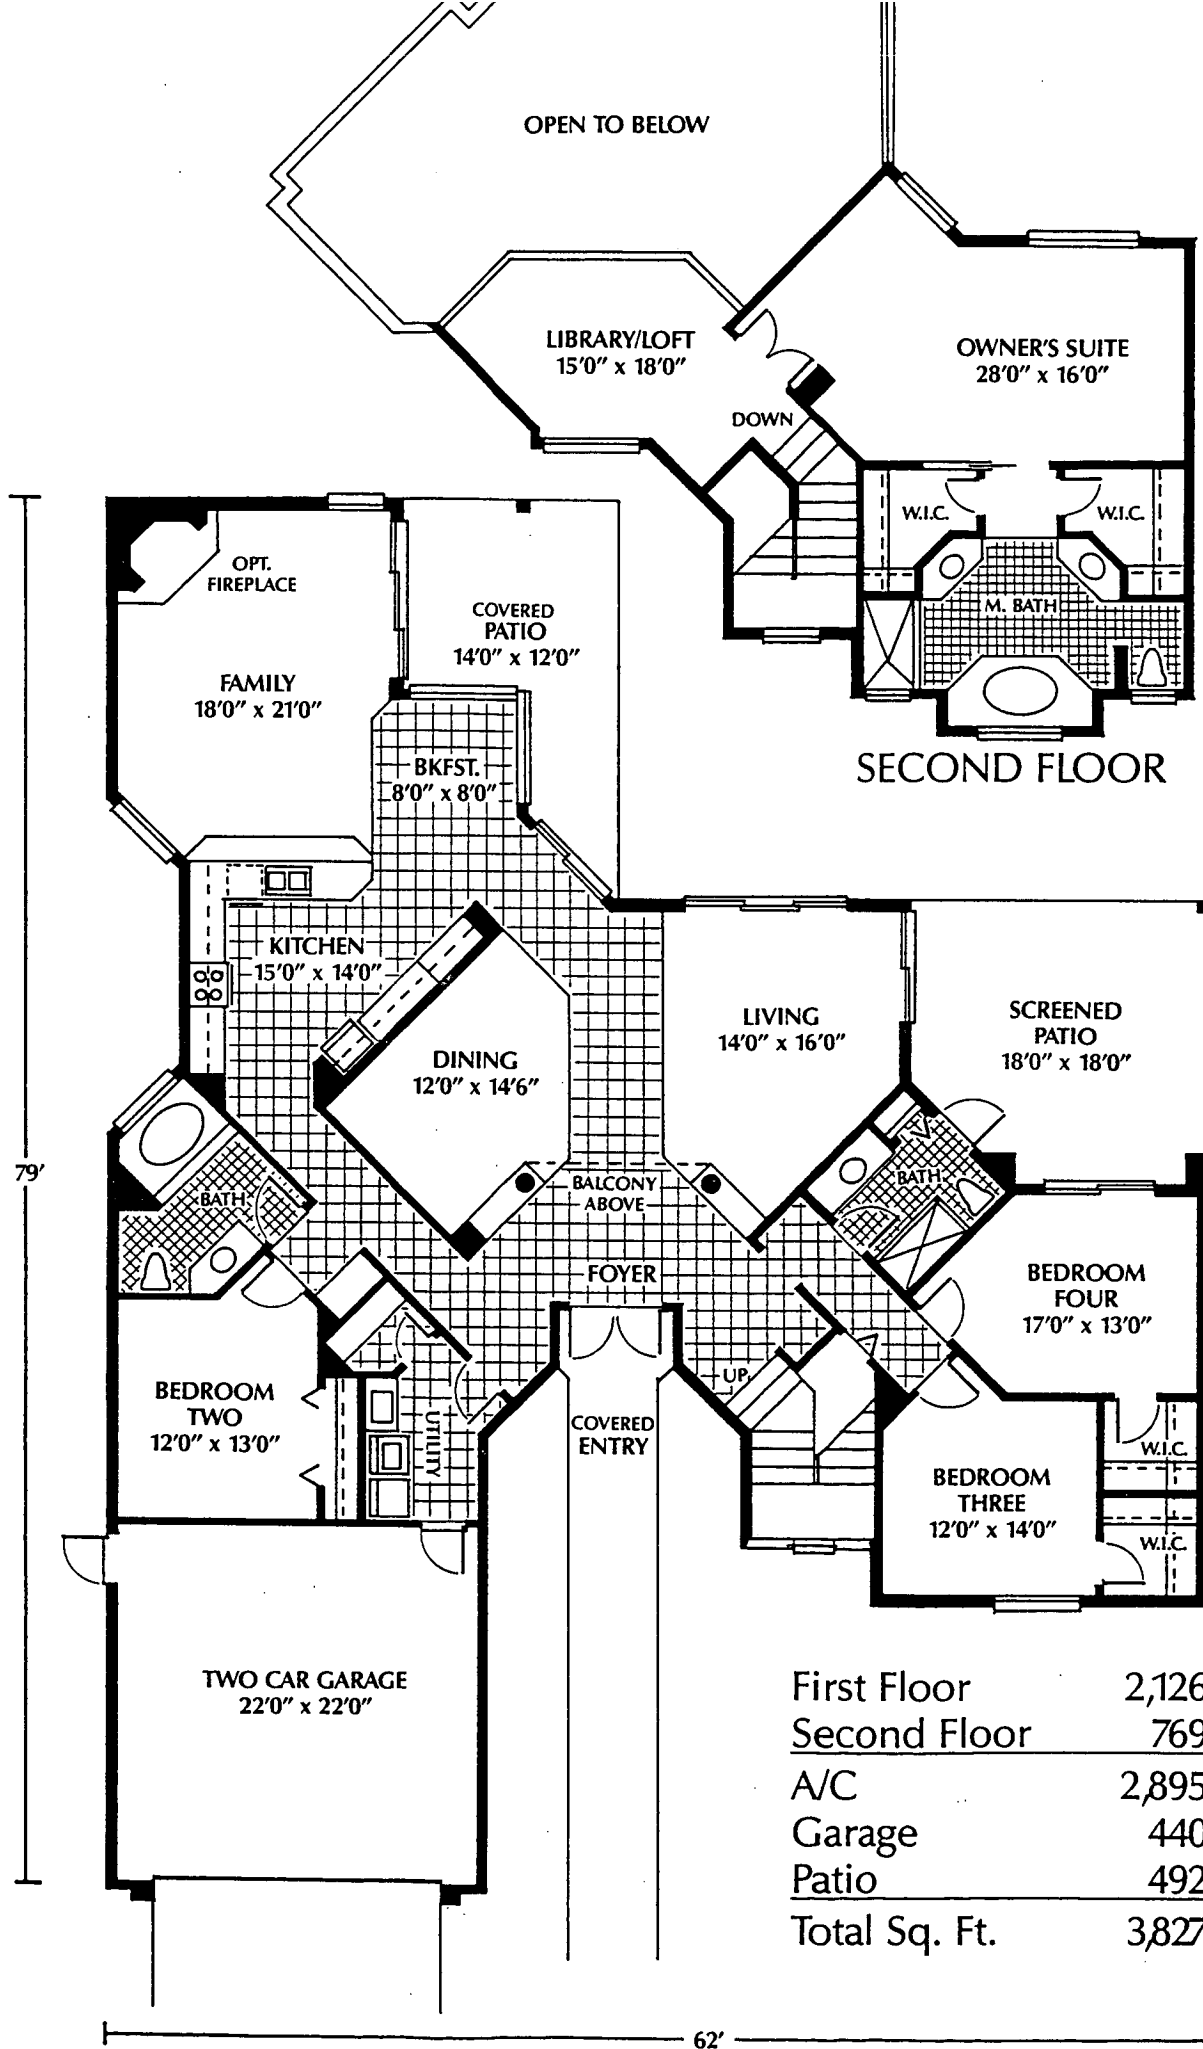 OPEN TO BELOW
LIBRARY/LOFT
15'0" x 18'0"
OWNER'S SUITE
28'0" x 16'0"
DOWN
W.I.C.
W.I.C.
M. BATH
SECOND FLOOR
OPT.
FIREPLACE
COVERED
PATIO
14'0" x 12'0"
FAMILY
18'0" x 21'0"
BKFST.
8'0" x 8'0"
KITCHEN
15'0" x 14'0"
DINING
12'0" x 14'6"
LIVING
14'0" x 16'0"
SCREENED
PATIO
18'0" x 18'0"
79'
BATH
BALCONY
ABOVE
BATH
FOYER
BEDROOM
FOUR
17'0" x 13'0"
BEDROOM
TWO
12'0" x 13'0"
UTILITY
UP
COVERED
ENTRY
W.I.C.
BEDROOM
THREE
12'0" x 14'0"
W.I.C.
TWO CAR GARAGE
22'0" x 22'0"
First Floor 2,126
Second Floor 769
A/C 2,895
Garage 440
Patio 492
Total Sq. Ft. 3,827
62'